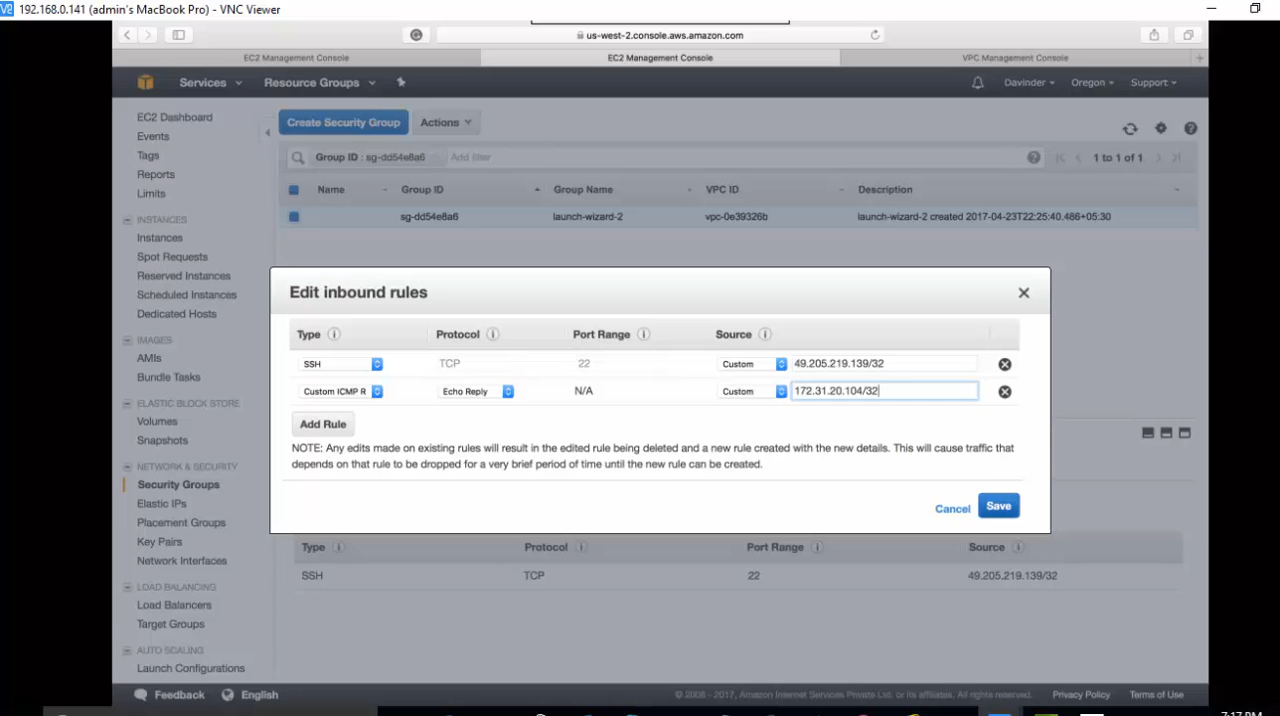 192.168.0.141 (admin's MacBook Pro) - VNC Viewer
us-west-2.console.aws.amazon.com
EC2 Management Console
EC2 Management Console
VPC Management Console
Services
Resource Groups
Davinder
Oregon
Support
EC2 Dashboard
Events
Tags
Reports
Limits
INSTANCES
Instances
Spot Requests
Reserved Instances
Scheduled Instances
Dedicated Hosts
IMAGES
AMIs
Bundle Tasks
ELASTIC BLOCK STORE
Volumes
Snapshots
NETWORK & SECURITY
Security Groups
Elastic IPs
Placement Groups
Key Pairs
Network Interfaces
LOAD BALANCING
Load Balancers
Target Groups
AUTO SCALING
Launch Configurations
Create Security Group
Actions
Group ID : sg-dd54e8a6
Add filter
1 to 1 of 1
Name Group ID Group Name VPC ID Description
sg-dd54e8a6 launch-wizard-2 vpc-0e39326b launch-wizard-2 created 2017-04-23T22:25:40.486+05:30
Edit inbound rules
Type Protocol Port Range Source
SSH TCP 22 Custom 49.205.219.139/32
Custom ICMP R Echo Reply N/A Custom 172.31.20.104/32
Add Rule
NOTE: Any edits made on existing rules will result in the edited rule being deleted and a new rule created with the new details. This will cause traffic that
depends on that rule to be dropped for a very brief period of time until the new rule can be created.
Cancel
Save
Type Protocol Port Range Source
SSH TCP 22 49.205.219.139/32
Feedback
English
© 2008 - 2017, Amazon Internet Services Private Ltd. or its affiliates. All rights reserved.
Privacy Policy
Terms of Use
7:17 PM